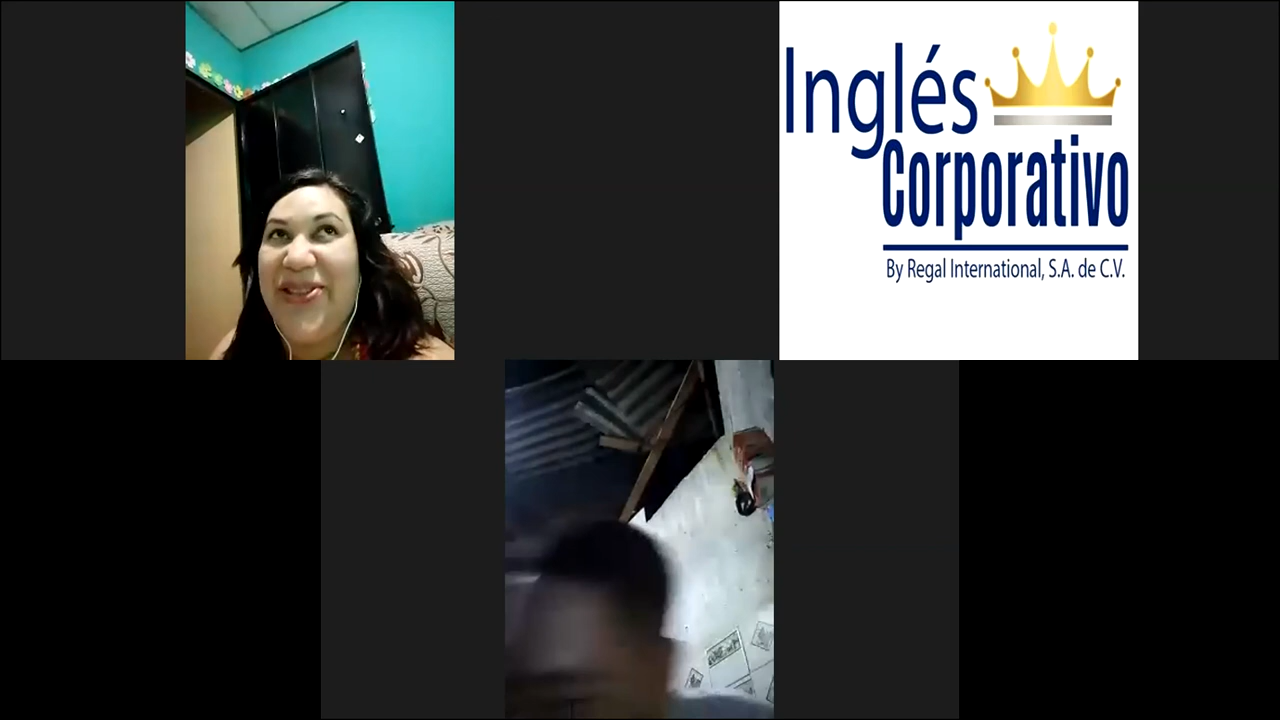 Inglés
Corporativo
By Regal International, S.A. de C.V.